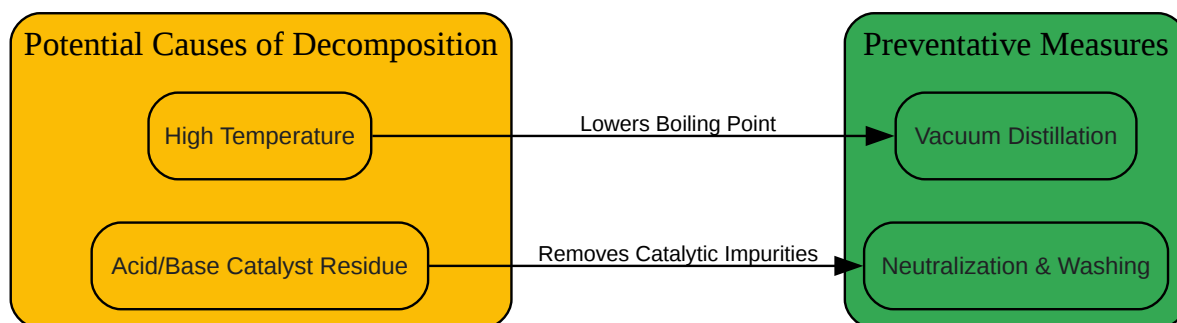 Potential Causes of Decomposition
Preventative Measures
High Temperature
Lowers Boiling Point
Vacuum Distillation
Acid/Base Catalyst Residue
Removes Catalytic Impurities
Neutralization & Washing